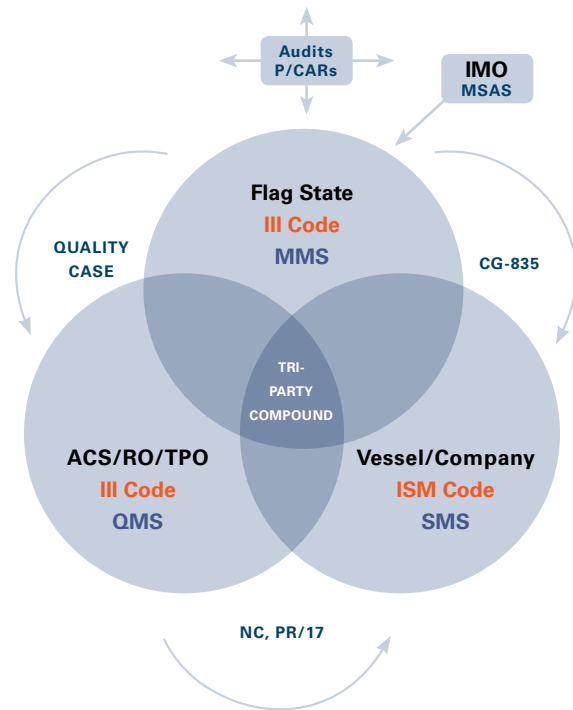 Audits
P/CARs
IMO
MSAS
Flag State
III Code
MMS
QUALITY
CASE
CG-835
TRI-
PARTY
COMPOUND
ACS/RO/TPO
III Code
QMS
Vessel/Company
ISM Code
SMS
NC, PR/17